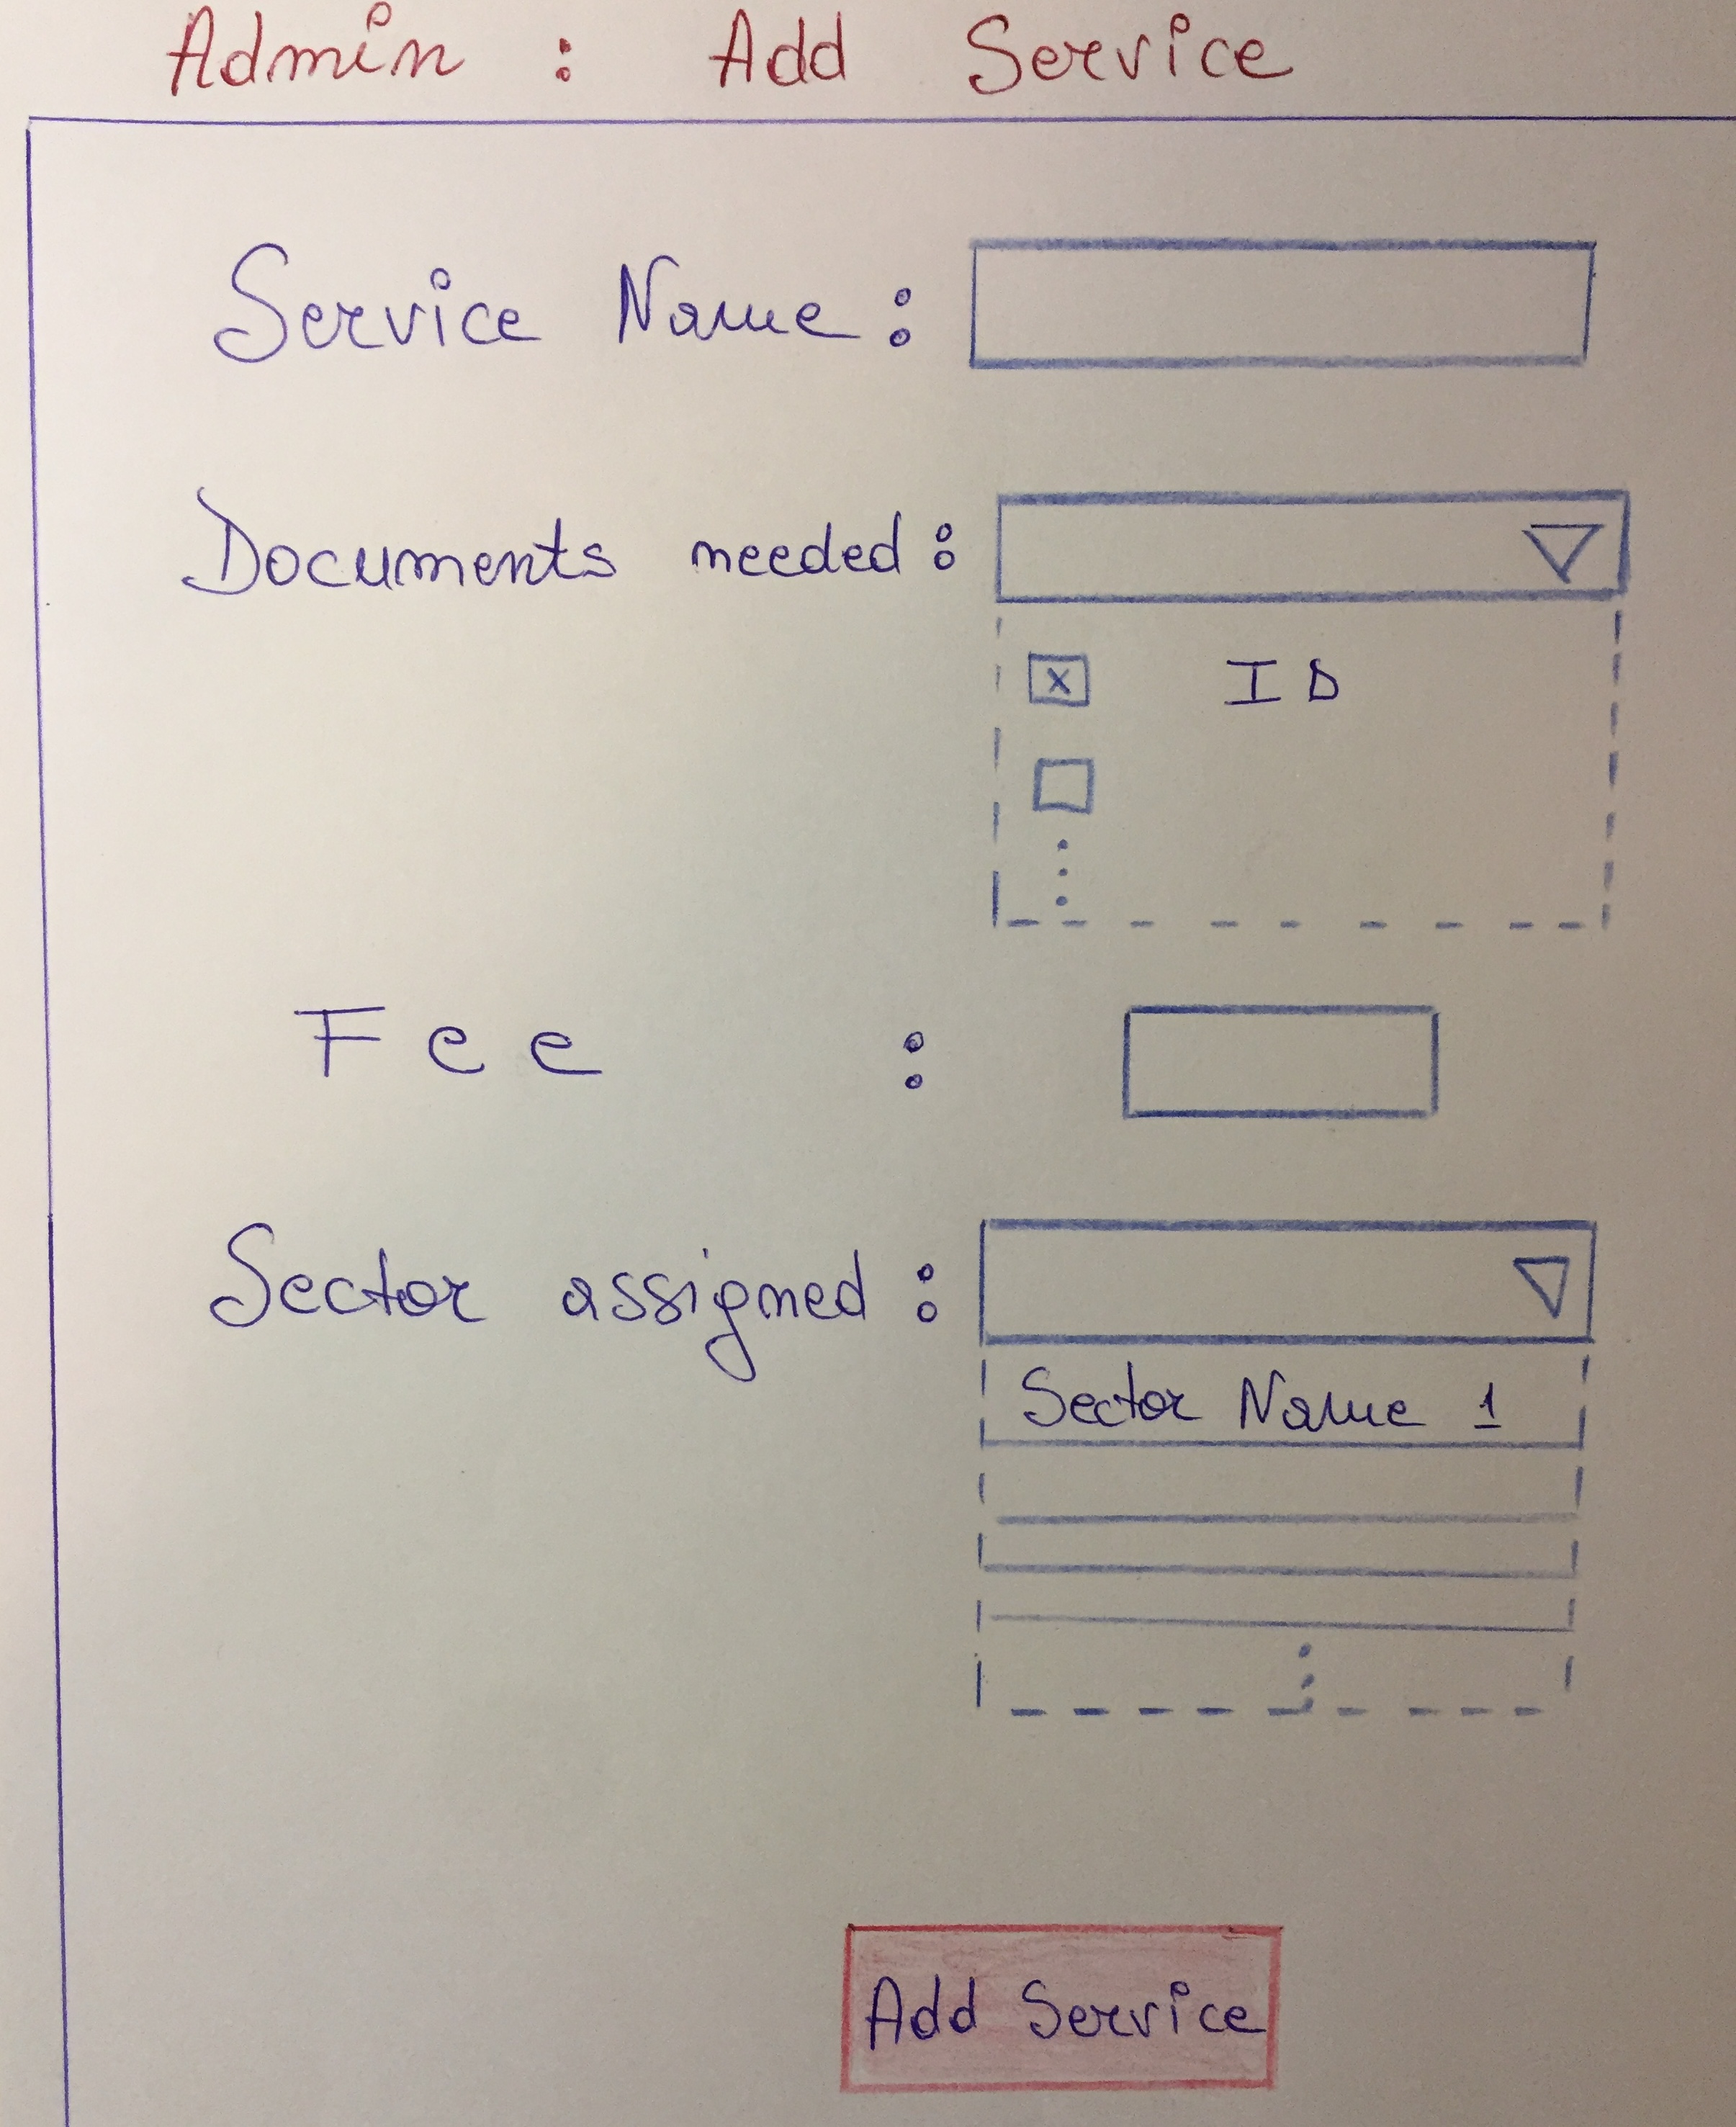 Admin : Add Service
Service Name :
Documents needed :
x ID
Fee :
Sector assigned :
Sector Name 1
Add Service